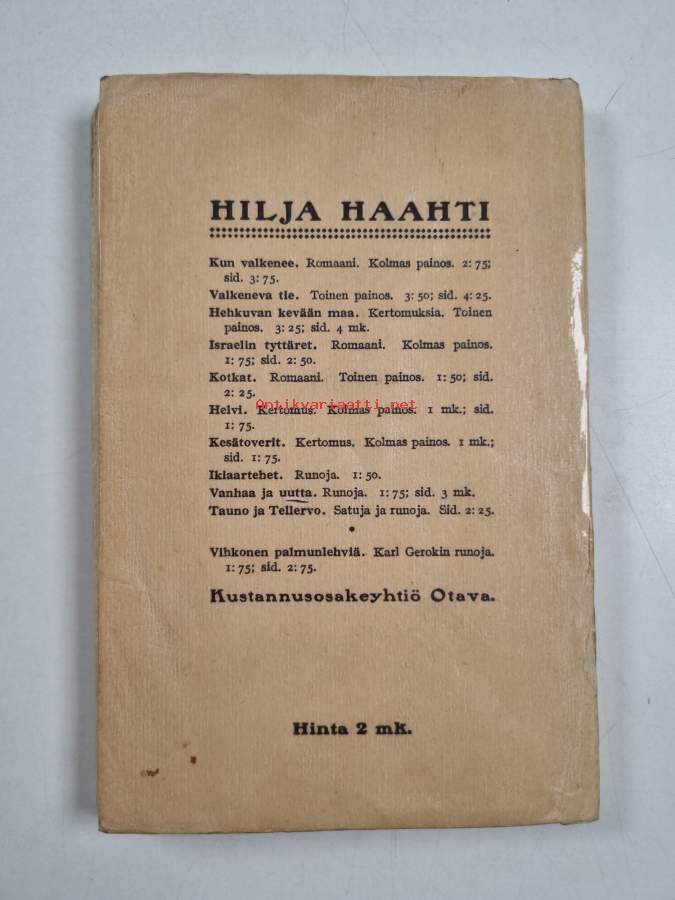 HILJA HAAHTI
Kun valkenee. Romaani. Kolmas painos. 2: 75;
sid. 3: 75.
Valkeneva tie. Toinen painos. 3: 50; sid. 4: 25.
Hehkuvan kevään maa. Kertomuksia. Toinen
painos. 3: 25; sid. 4 mk.
Israelin tyttäret. Romaani. Kolmas painos.
1: 75; sid. 2: 50.
Kotkat. Romaani. Toinen painos. 1: 50; sid.
2: 25.
Antikvariaatti.net
Helvi. Kertomus. Kolmas painos. 1 mk.; sid.
1: 75.
Kesätoverit. Kertomus. Kolmas painos. 1 mk.;
sid. 1: 75.
Ikiaartehet. Runoja. 1: 50.
Vanhaa ja uutta. Runoja. 1: 75; sid. 3 mk.
Tauno ja Tellervo. Satuja ja runoja. Sid. 2: 25.
Vihkonen palmunlehviä. Karl Gerokin runoja.
1: 75; sid. 2: 75.
Kustannusosakeyhtiö Otava.
Hinta 2 mk.